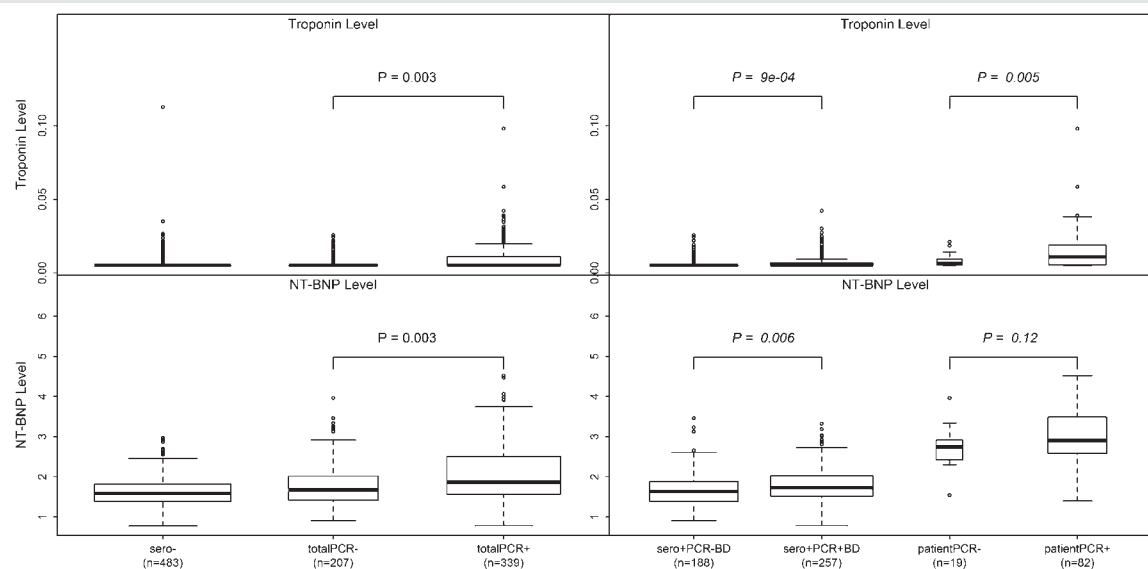 Troponin Level
Troponin Level
P = 0.003
P = 9e-04
P = 0.005
Troponin Level
0.10
0.05
0.00
0.10
0.05
0.00
NT-BNP Level
NT-BNP Level
P = 0.003
P = 0.006
P = 0.12
NT-BNP Level
6
5
4
3
2
1
6
5
4
3
2
1
sero-
(n=483)
totalPCR-
(n=207)
totalPCR+
(n=339)
sero+PCR-BD
(n=188)
sero+PCR+BD
(n=257)
patientPCR-
(n=19)
patientPCR+
(n=82)